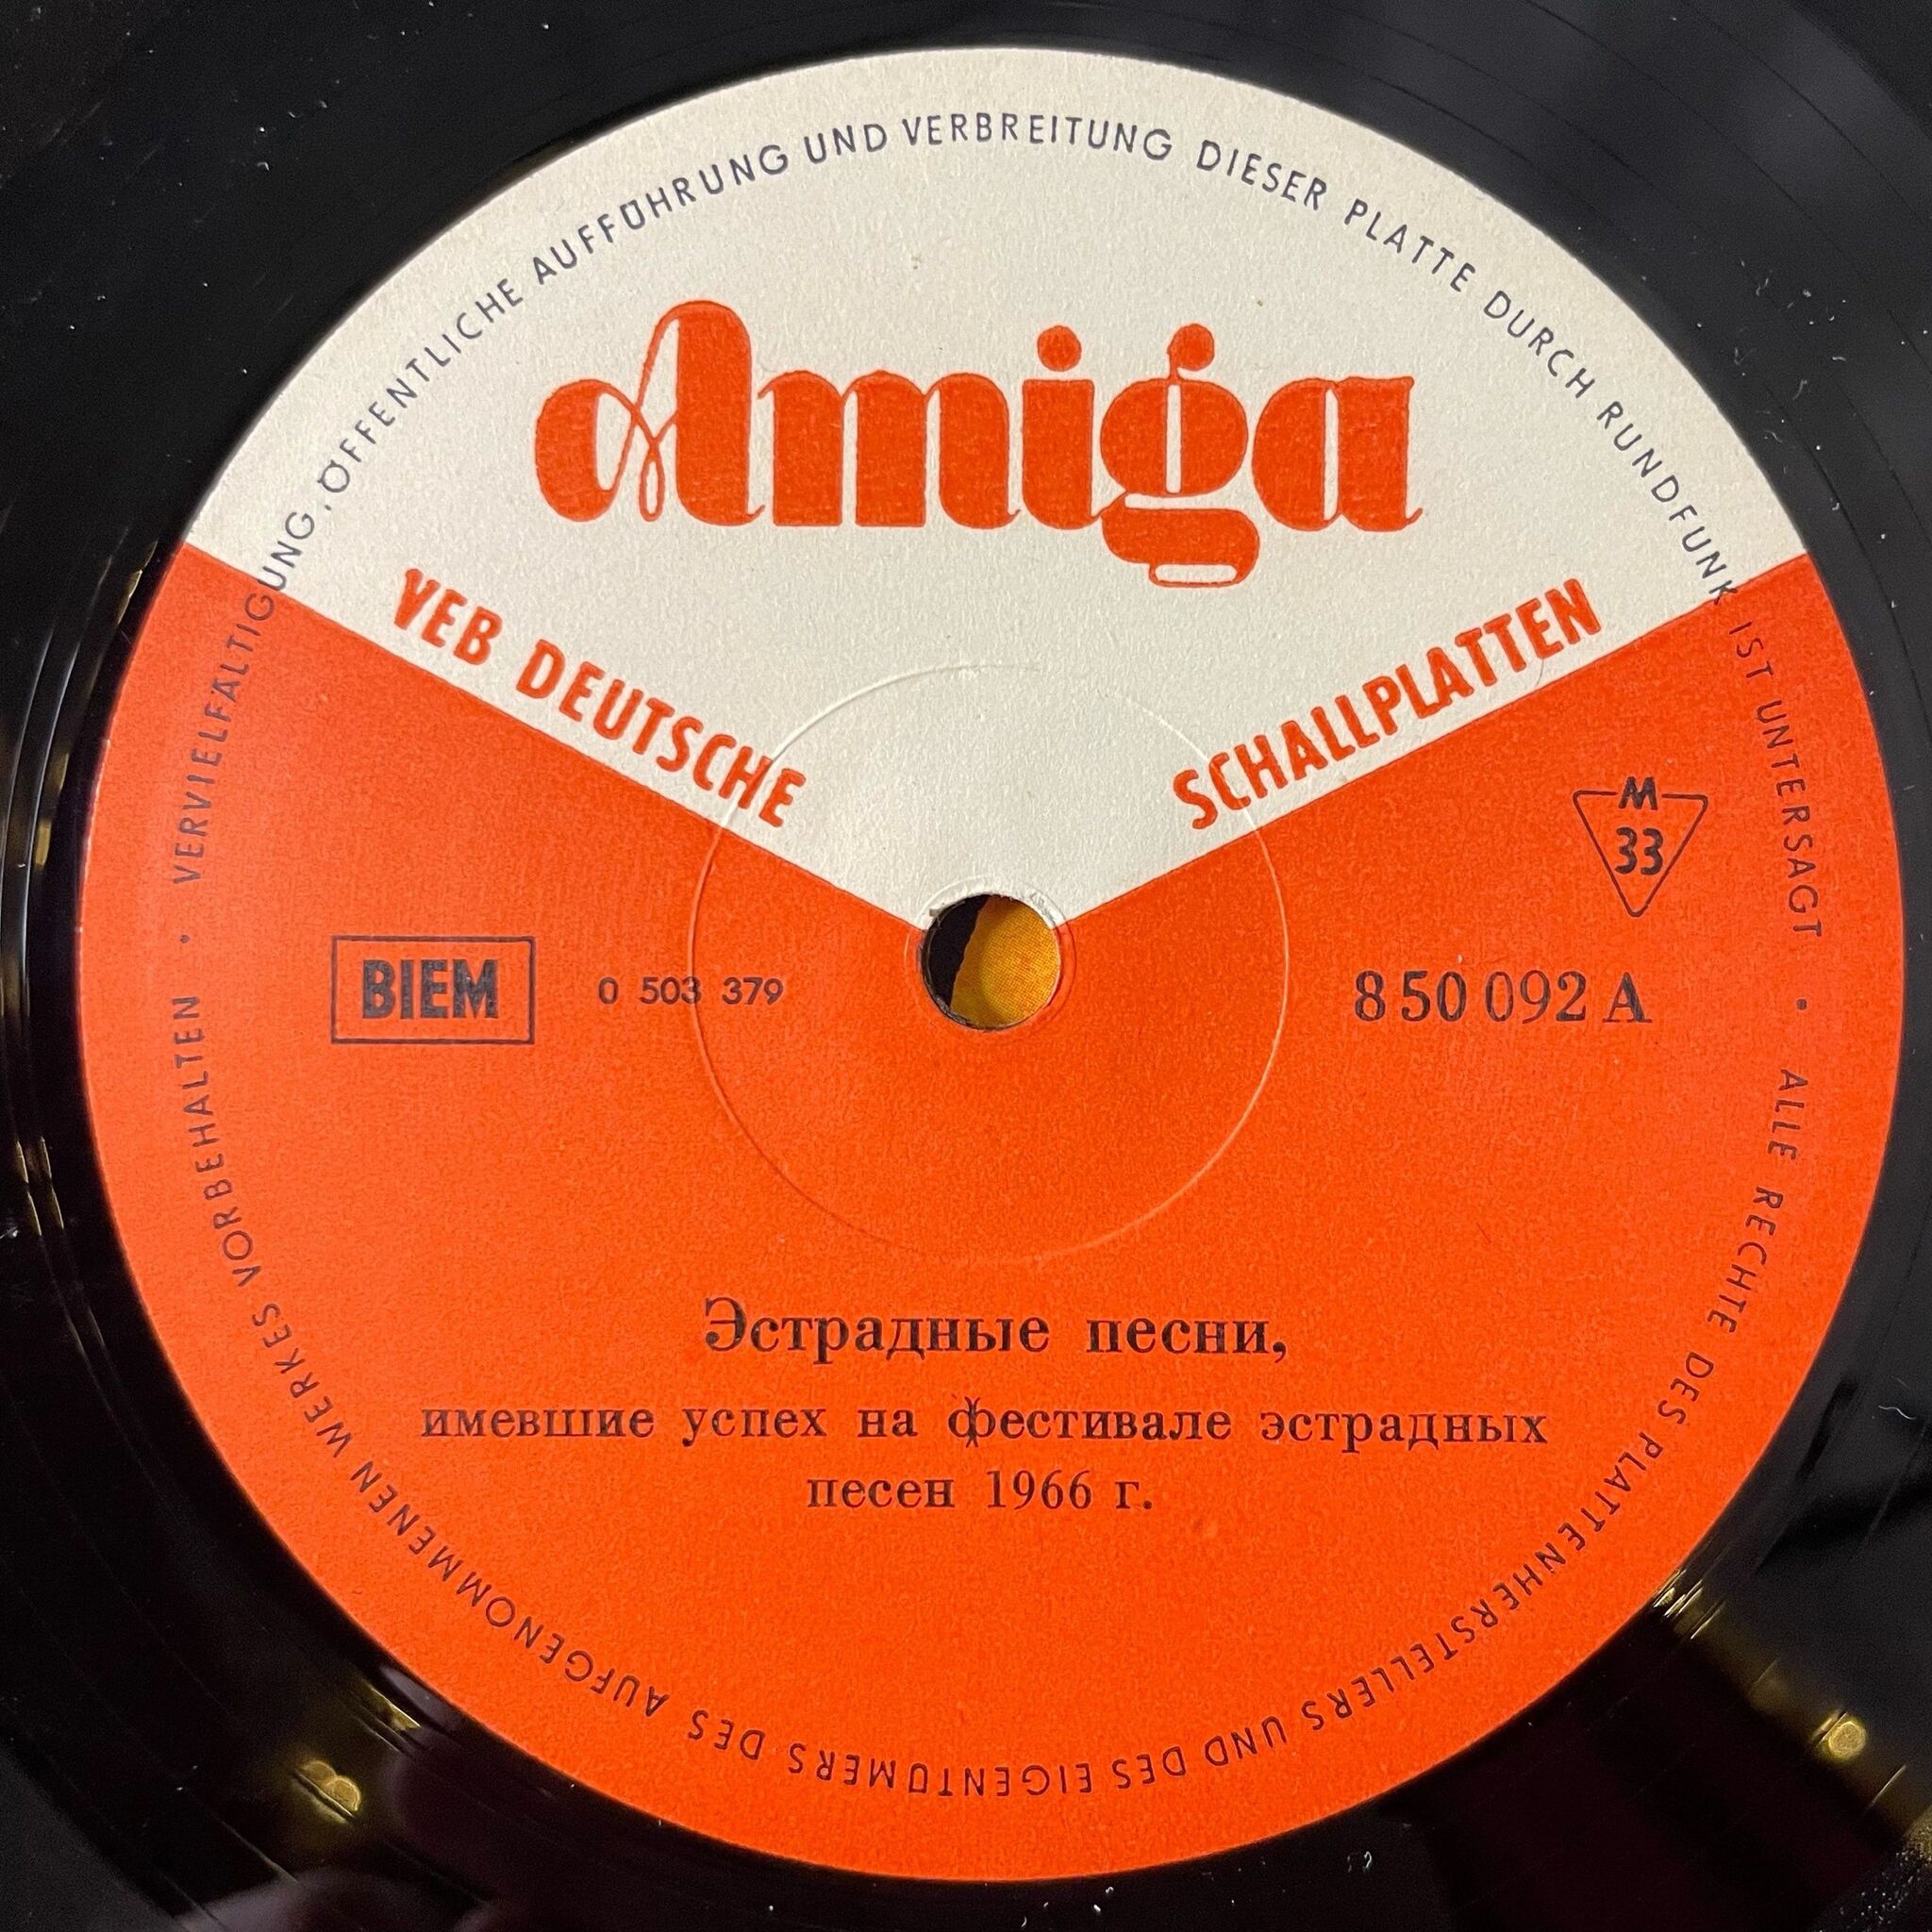 VERVIELFÄLTIGUNG, ÖFFENTLICHE AUFFÜHRUNG UND VERBREITUNG DIESER PLATTE DURCH RUNDFUNK IST UNTERSAGT • ALLE RECHTE DES PLATTENHERSTELLERS UND DES EIGENTÜMERS DES AUFGENOMMENEN WERKES VORBEHALTEN •
Amiga
VEB DEUTSCHE SCHALLPLATTEN
M
33
BIEM
0 503 379
8 50 092 A
Эстрадные песни,
имевшие успех на фестивале эстрадных
песен 1966 г.